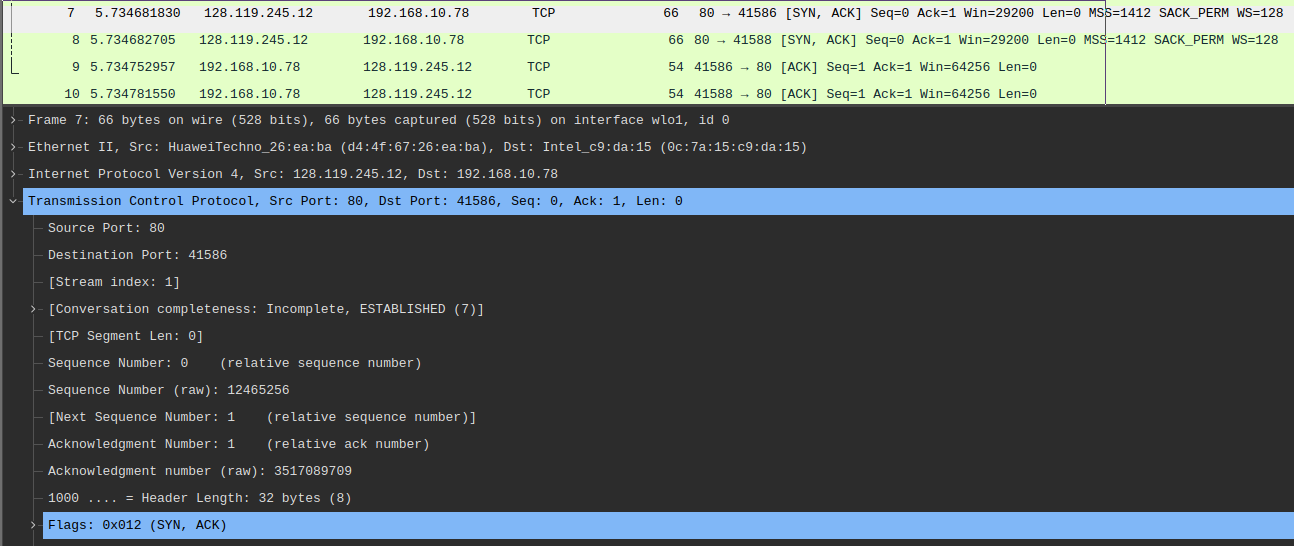 7 5.734681830 128.119.245.12 192.168.10.78 TCP 66 80 → 41586 [SYN, ACK] Seq=0 Ack=1 Win=29200 Len=0 MSS=1412 SACK_PERM WS=128
8 5.734682705 128.119.245.12 192.168.10.78 TCP 66 80 → 41588 [SYN, ACK] Seq=0 Ack=1 Win=29200 Len=0 MSS=1412 SACK_PERM WS=128
9 5.734752957 192.168.10.78 128.119.245.12 TCP 54 41586 → 80 [ACK] Seq=1 Ack=1 Win=64256 Len=0
10 5.734781550 192.168.10.78 128.119.245.12 TCP 54 41588 → 80 [ACK] Seq=1 Ack=1 Win=64256 Len=0
Frame 7: 66 bytes on wire (528 bits), 66 bytes captured (528 bits) on interface wlo1, id 0
Ethernet II, Src: HuaweiTechno_26:ea:ba (d4:4f:67:26:ea:ba), Dst: Intel_c9:da:15 (0c:7a:15:c9:da:15)
Internet Protocol Version 4, Src: 128.119.245.12, Dst: 192.168.10.78
Transmission Control Protocol, Src Port: 80, Dst Port: 41586, Seq: 0, Ack: 1, Len: 0
Source Port: 80
Destination Port: 41586
[Stream index: 1]
[Conversation completeness: Incomplete, ESTABLISHED (7)]
[TCP Segment Len: 0]
Sequence Number: 0 (relative sequence number)
Sequence Number (raw): 12465256
[Next Sequence Number: 1 (relative sequence number)]
Acknowledgment Number: 1 (relative ack number)
Acknowledgment number (raw): 3517089709
1000 .... = Header Length: 32 bytes (8)
Flags: 0x012 (SYN, ACK)